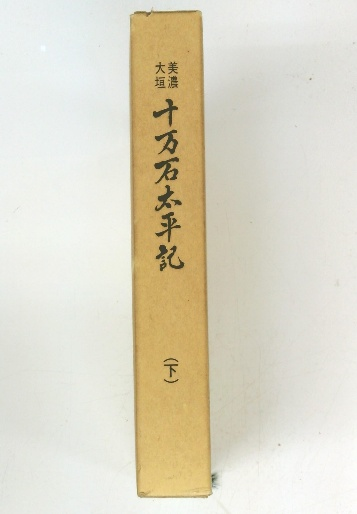 美濃
大垣
十万石太平記
(下)